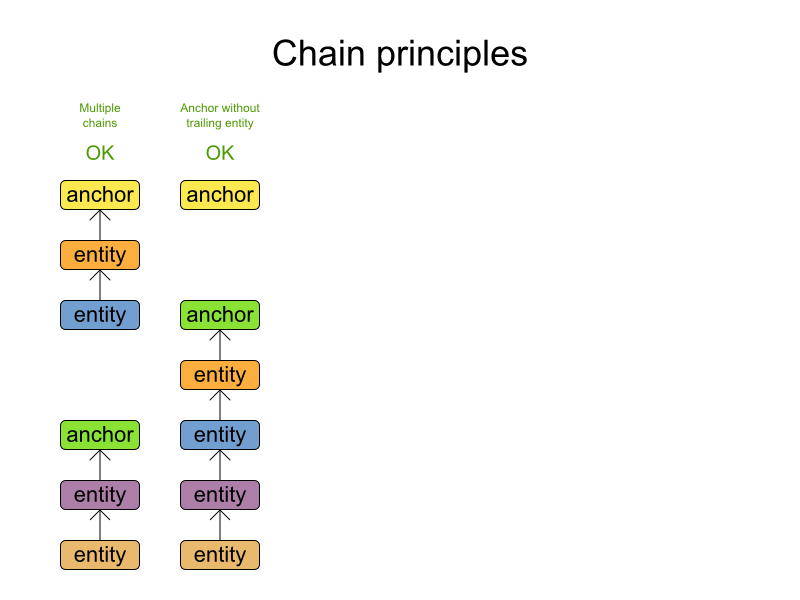 Chain principles
Multiple
chains
OK
anchor
entity
entity
anchor
entity
entity
Anchor without
trailing entity
OK
anchor
anchor
entity
entity
entity
entity